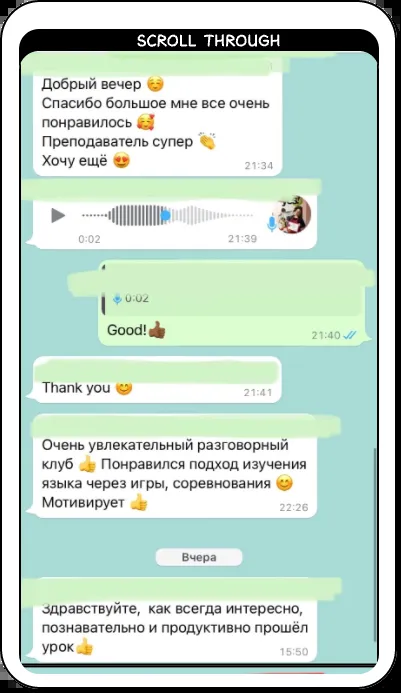 SCROLL THROUGH
Добрый вечер ☺️
Спасибо большое мне все очень
понравилось 🥰
Преподаватель супер 👏
Хочу ещё 😍
21:34
0:02
21:39
0:02
Good!👍🏾
21:40
Thank you 😊
21:41
Очень увлекательный разговорный
клуб 👍 Понравился подход изучения
языка через игры, соревнования 😊
Мотивирует 👍
22:26
Вчера
Здравствуйте, как всегда интересно,
познавательно и продуктивно прошёл
урок👍
15:50